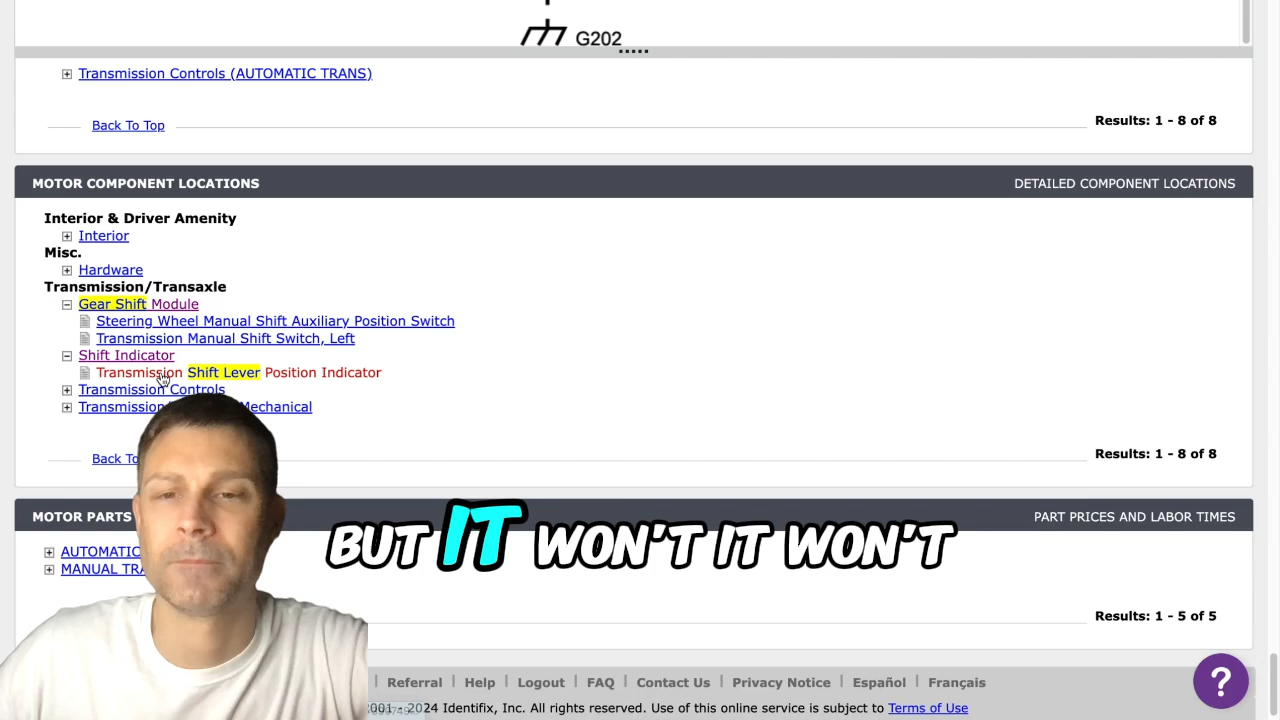 G202
Transmission Controls (AUTOMATIC TRANS)
Back To Top
Results: 1 - 8 of 8
MOTOR COMPONENT LOCATIONS
DETAILED COMPONENT LOCATIONS
Interior & Driver Amenity
Interior
Misc.
Hardware
Transmission/Transaxle
Gear Shift Module
Steering Wheel Manual Shift Auxiliary Position Switch
Transmission Manual Shift Switch, Left
Shift Indicator
Transmission Shift Lever Position Indicator
Transmission Controls
Transmission Mechanical
Back To
Results: 1 - 8 of 8
MOTOR PARTS
PART PRICES AND LABOR TIMES
BUT IT WON'T IT WON'T
AUTOMATIC
MANUAL TRA
Results: 1 - 5 of 5
Referral | Help | Logout | FAQ | Contact Us | Privacy Notice | Español | Français
?
2024 Identifix, Inc. All rights reserved. Use of this online service is subject to Terms of Use